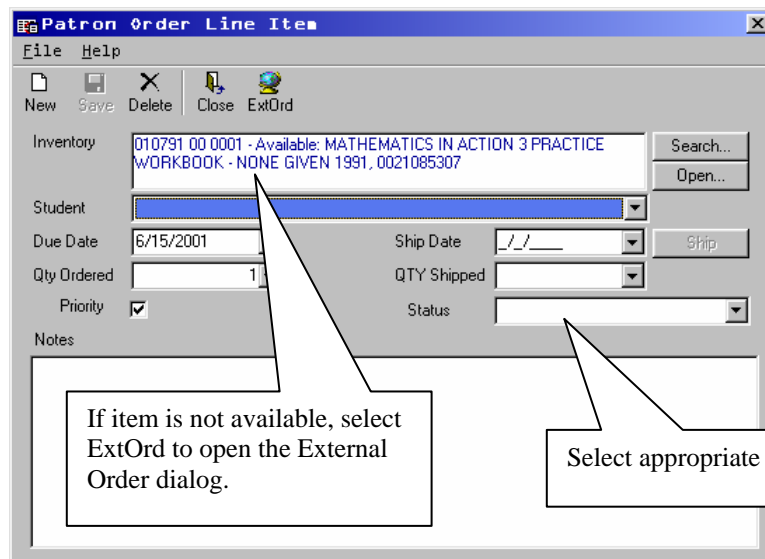 Patron Order Line Item
File Help
New Save Delete Close ExtOrd
Inventory
010791 00 0001 - Available: MATHEMATICS IN ACTION 3 PRACTICE
WORKBOOK - NONE GIVEN 1991, 0021085307
Search...
Open...
Student
Due Date 6/15/2001 Ship Date _/_/____ Ship
Qty Ordered 1 QTY Shipped
Priority Status
Notes
If item is not available, select
ExtOrd to open the External
Order dialog.
Select appropriate